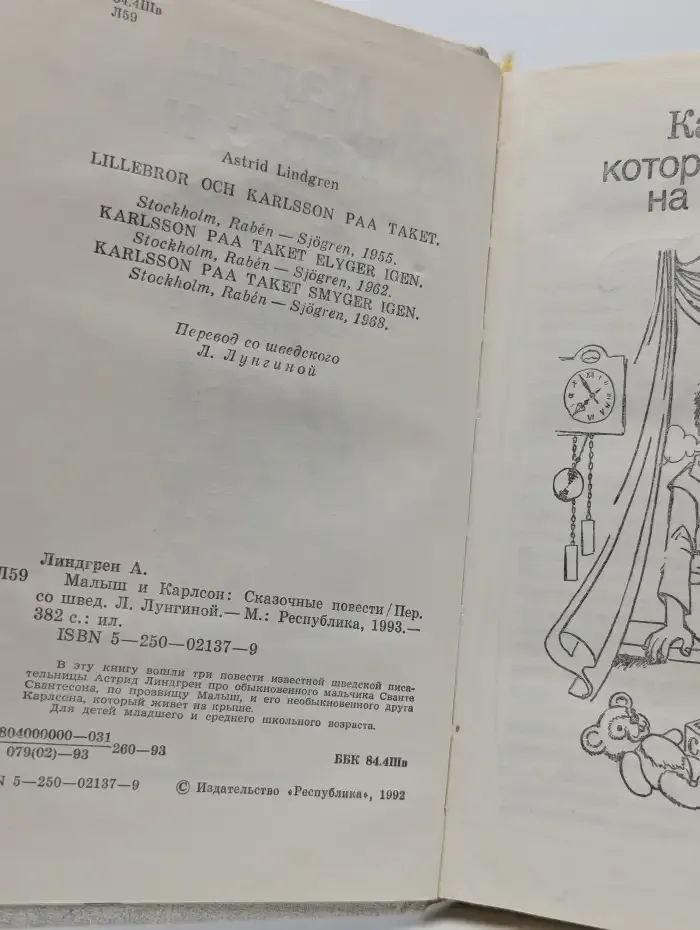 84.4Шв
Л59
Astrid Lindgren
LILLEBROR OCH KARLSSON PAA TAKET.
Stockholm, Rabén — Sjögren, 1955.
KARLSSON PAA TAKET ELYGER IGEN.
Stockholm, Rabén — Sjögren, 1962.
KARLSSON PAA TAKET SMYGER IGEN.
Stockholm, Rabén — Sjögren, 1968.
Перевод со шведского
Л. Лунгиной
Линдгрен А.
Л59 Малыш и Карлсон: Сказочные повести/Пер.
со швед. Л. Лунгиной.— М.: Республика, 1993.—
382 с.: ил.
ISBN 5—250—02137—9
В эту книгу вошли три повести известной шведской писа-
тельницы Астрид Линдгрен про обыкновенного мальчика Сванте
Свантесона, по прозвищу Малыш, и его необыкновенного друга
Карлсона, который живет на крыше.
Для детей младшего и среднего школьного возраста.
804000000—031
079(02)—93 260—93
ББК 84.4Шв
N 5—250—02137—9 © Издательство «Республика», 1992
Ка
котор
на